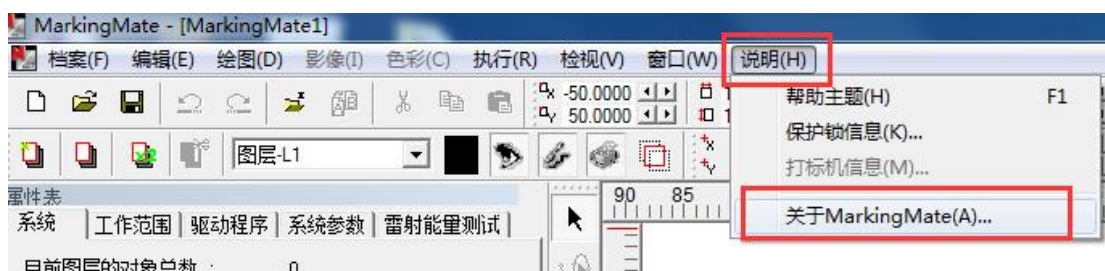 MarkingMate - [MarkingMate1]
档案(F) 编辑(E) 绘图(D) 影像(I) 色彩(C) 执行(R) 检视(V) 窗口(W) 说明(H)
-50.0000
50.0000
帮助主题(H) F1
保护锁信息(K)...
打标机信息(M)...
关于MarkingMate(A)...
图层-L1
属性表
系统 工作范围 驱动程序 系统参数 雷射能量测试
90 85
目前图层的对象总数 : 0